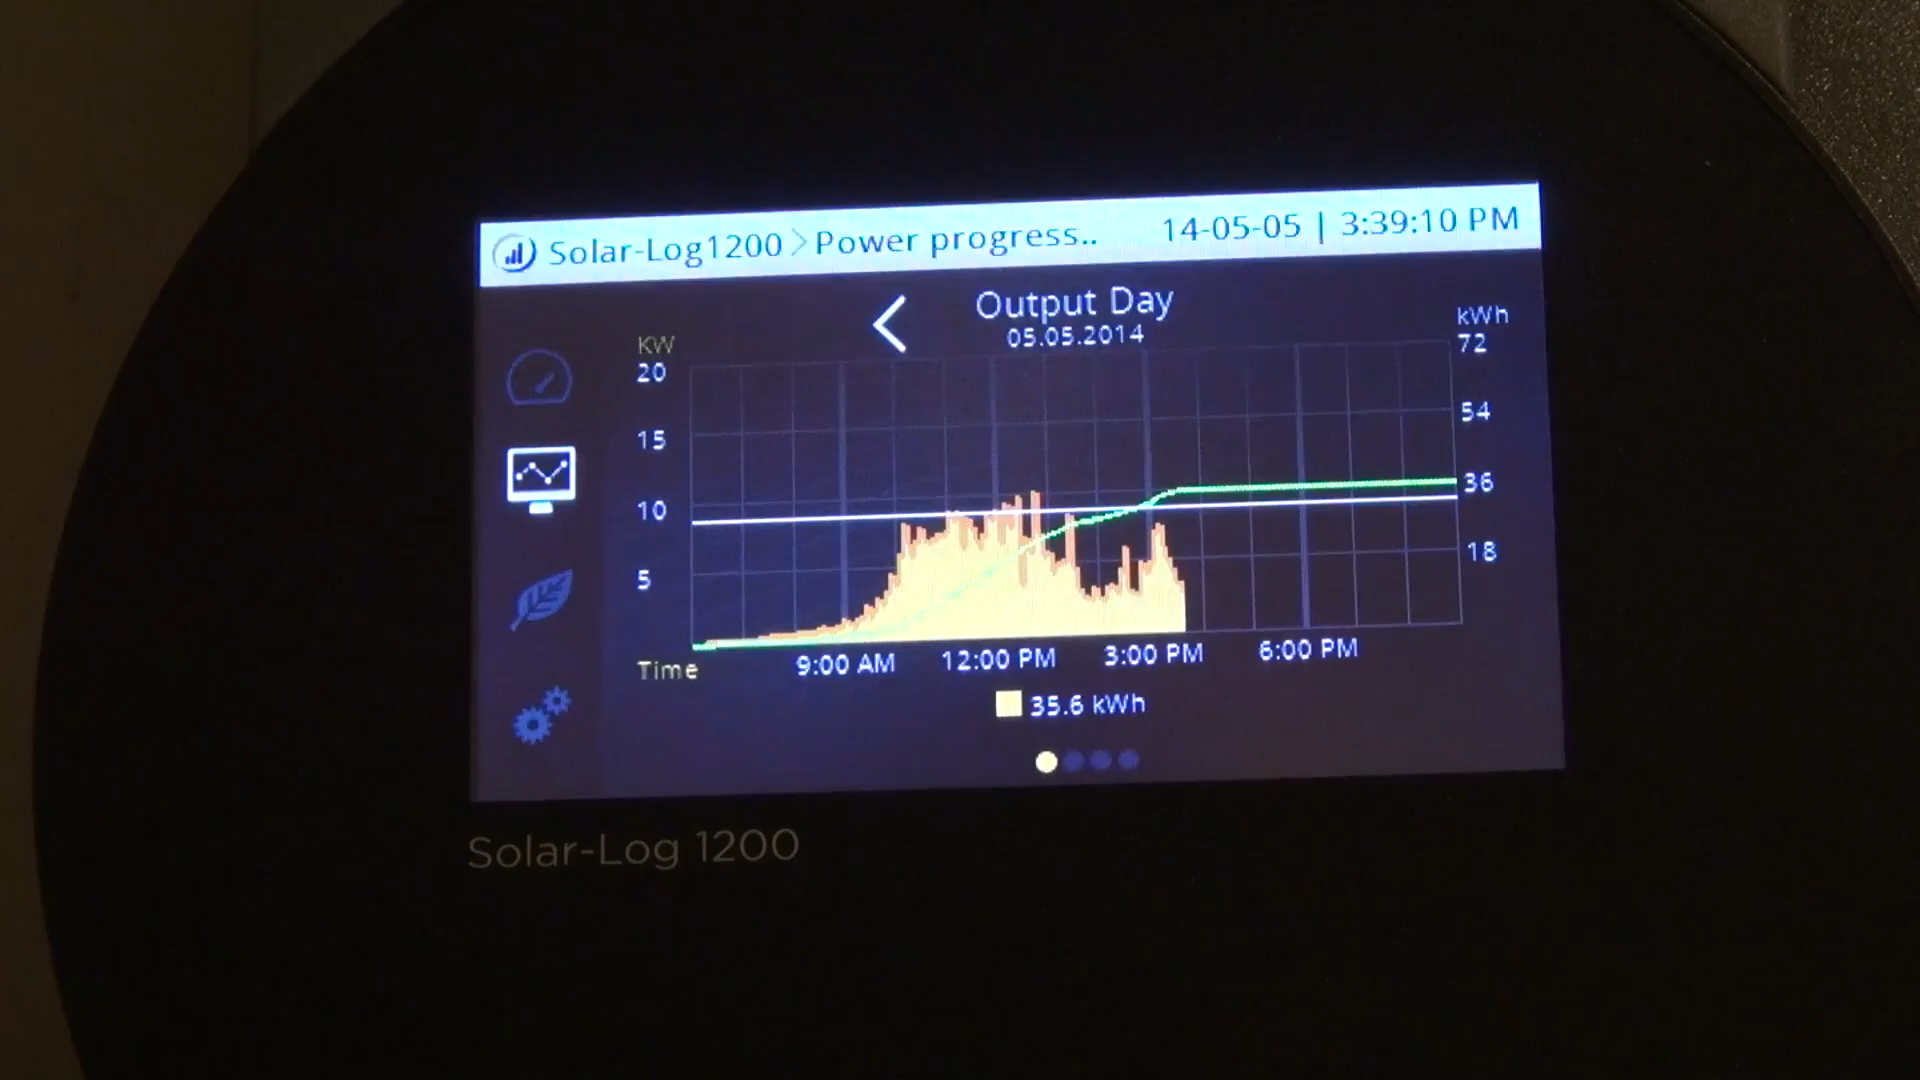 Solar-Log1200 > Power progress.. 14-05-05 | 3:39:10 PM
Output Day
05.05.2014
KW
kWh
20
72
15
54
10
36
5
18
Time
9:00 AM 12:00 PM 3:00 PM 6:00 PM
35.6 kWh
Solar-Log 1200